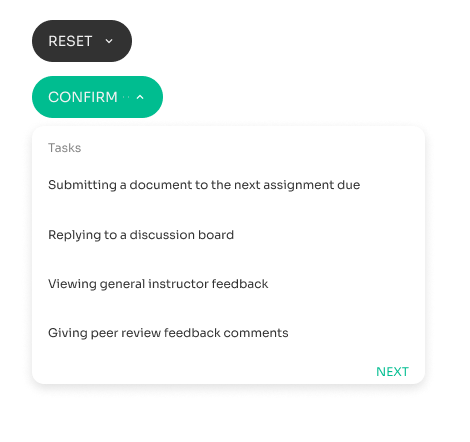 RESET
CONFIRM
Tasks
Submitting a document to the next assignment due
Replying to a discussion board
Viewing general instructor feedback
Giving peer review feedback comments
NEXT